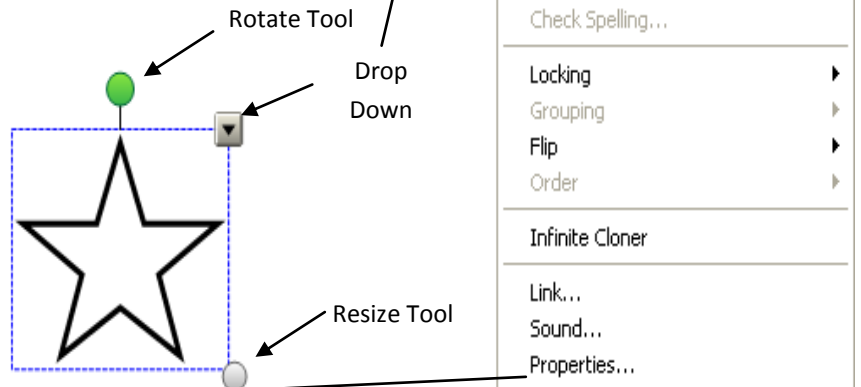 Rotate Tool
Drop
Down
Resize Tool
Check Spelling...
Locking
Grouping
Flip
Order
Infinite Cloner
Link...
Sound...
Properties...